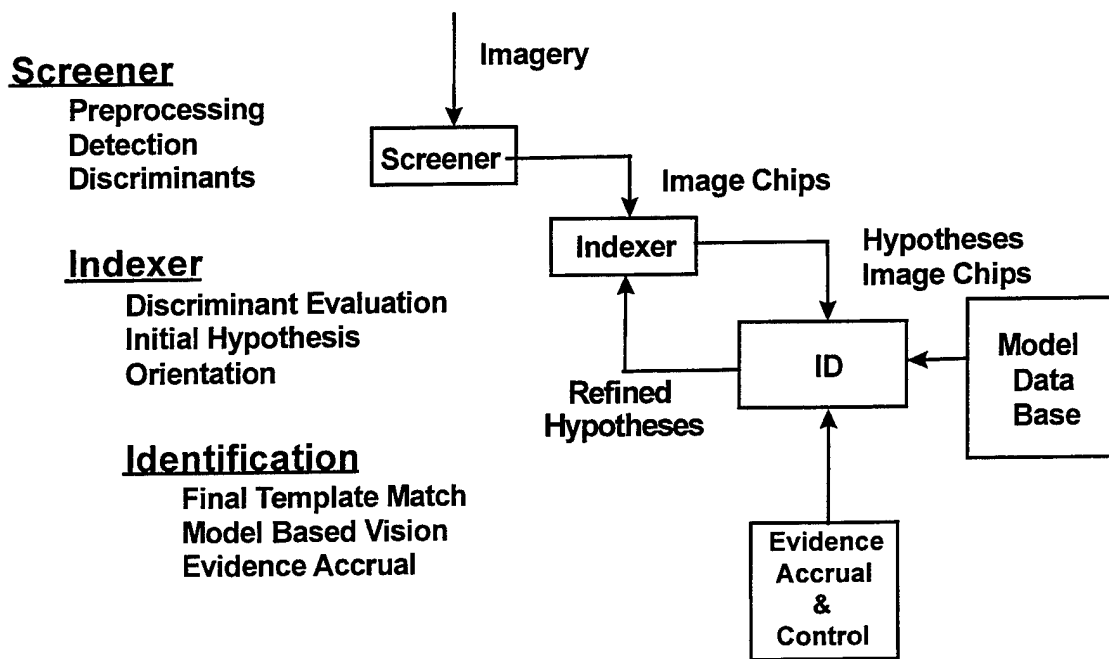 Screener
Preprocessing
Detection
Discriminants
Indexer
Discriminant Evaluation
Initial Hypothesis
Orientation
Identification
Final Template Match
Model Based Vision
Evidence Accrual
Imagery
Screener
Image Chips
Indexer
Hypotheses
Image Chips
ID
Model
Data
Base
Refined
Hypotheses
Evidence
Accrual
&
Control